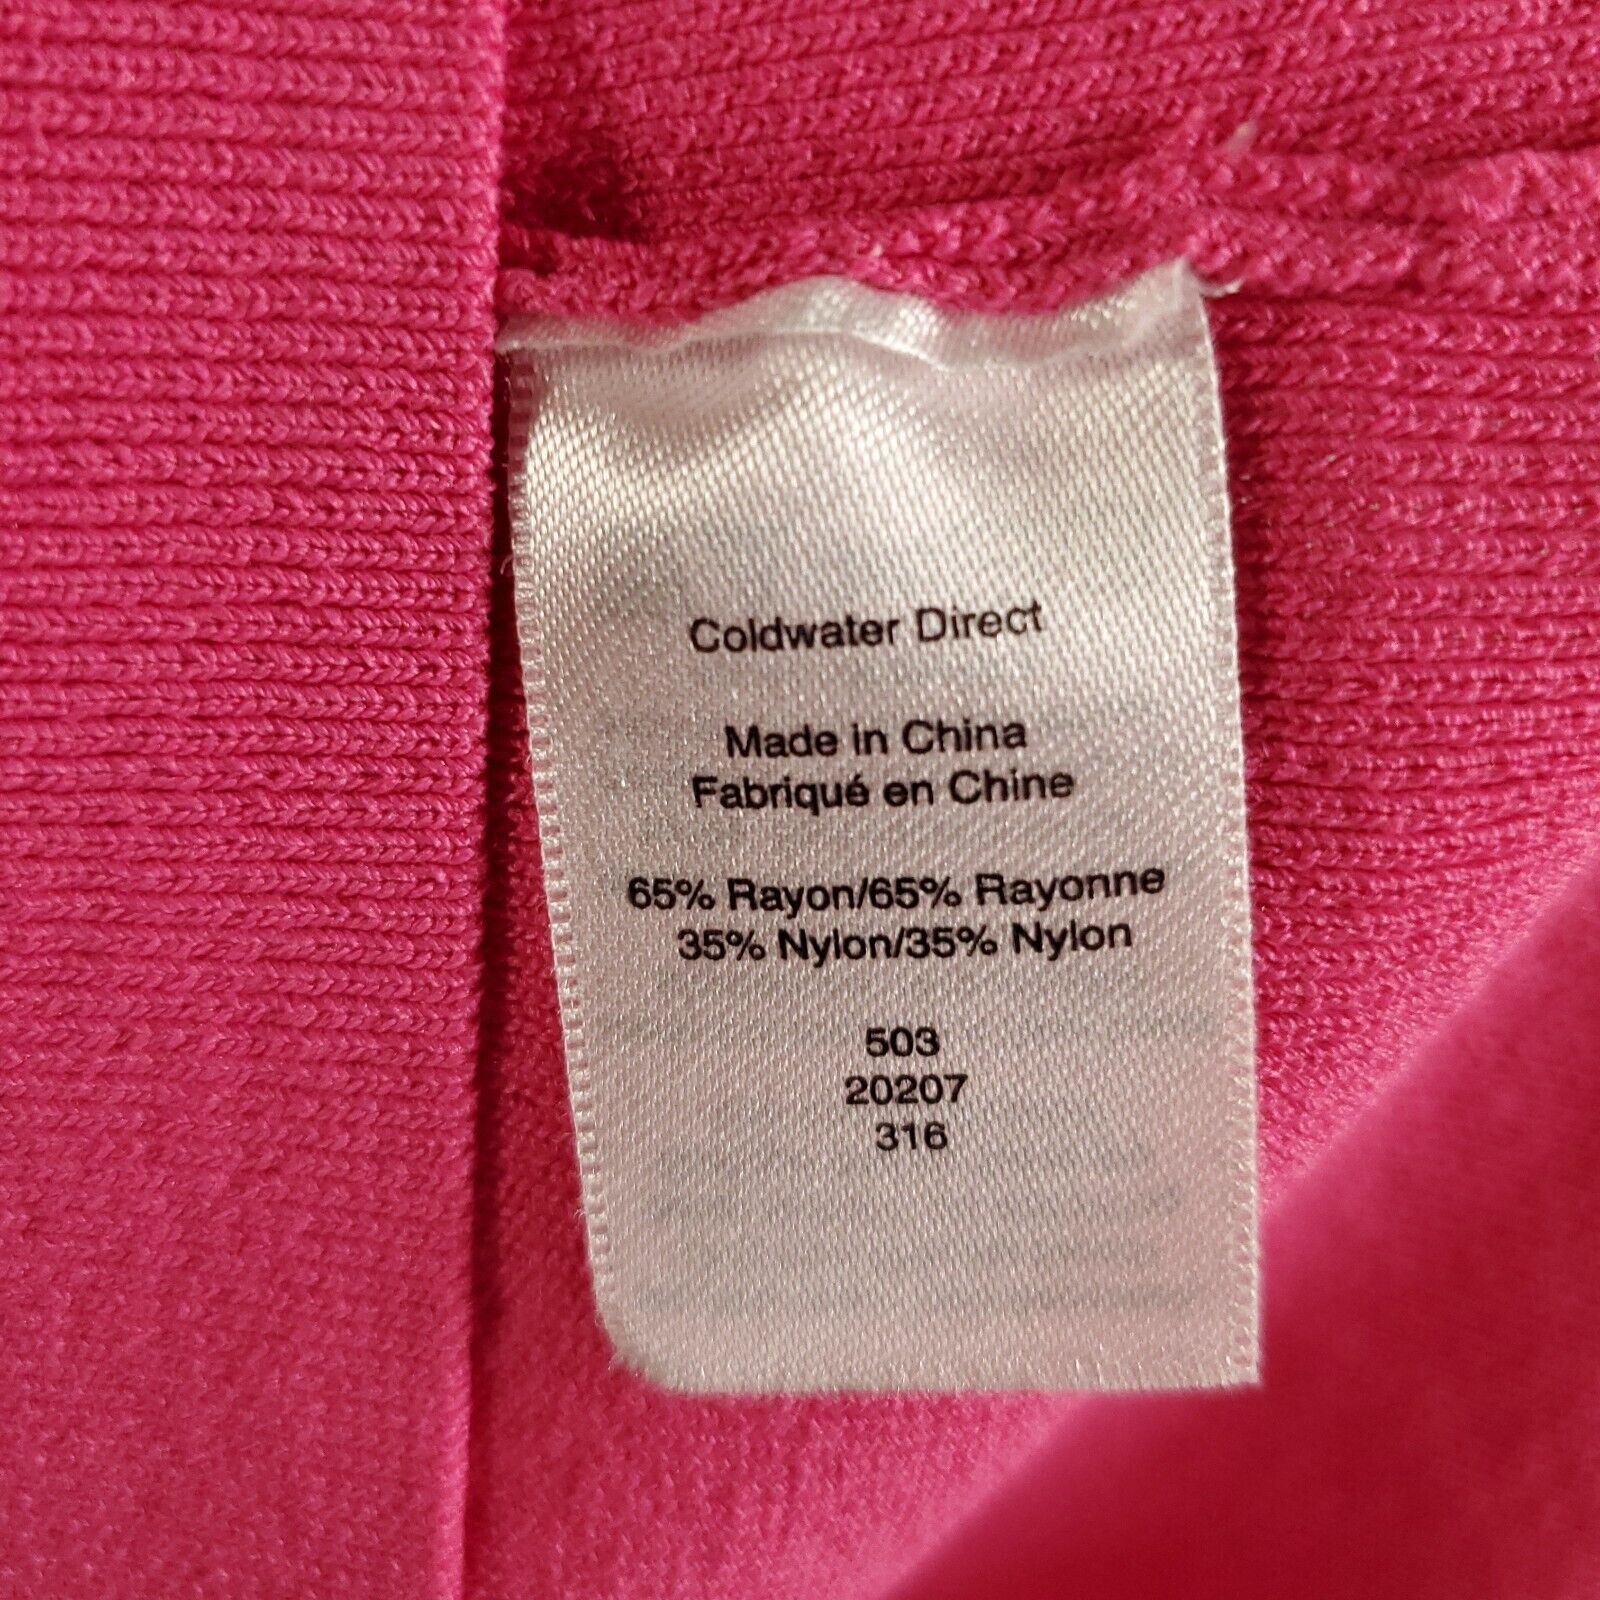 Coldwater Direct
Made in China
Fabriqué en Chine
65% Rayon/65% Rayonne
35% Nylon/35% Nylon
503
20207
316